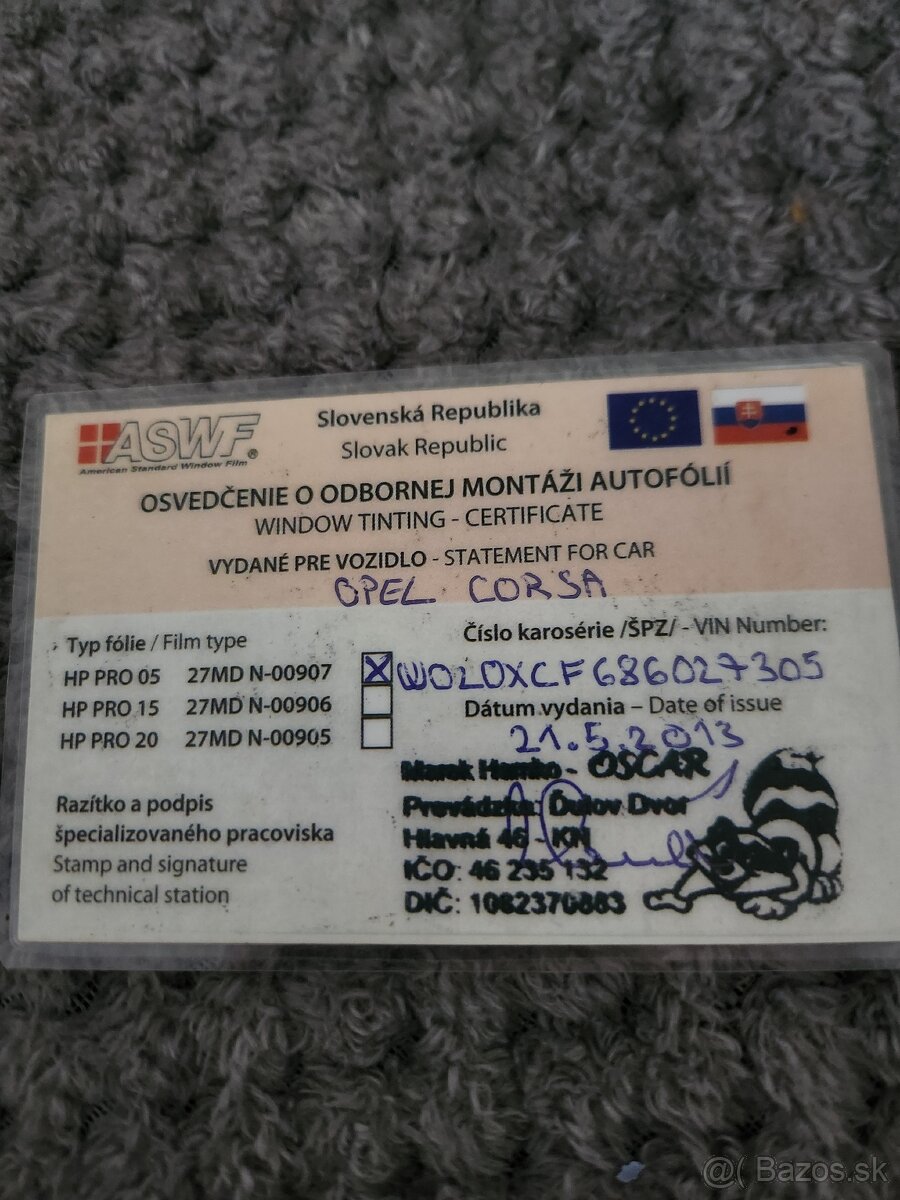 ASWF®
American Standard Window Film
Slovenská Republika
Slovak Republic
OSVEDČENIE O ODBORNEJ MONTÁŽI AUTOFÓLIÍ
WINDOW TINTING - CERTIFICATE
VYDANÉ PRE VOZIDLO - STATEMENT FOR CAR
OPEL CORSA
Typ fólie / Film type
HP PRO 05 27MD N-00907 X
HP PRO 15 27MD N-00906
HP PRO 20 27MD N-00905
Číslo karosérie /ŠPZ/ - VIN Number:
W0L0XCF686027305
Dátum vydania – Date of issue
21.5.2013
Razítko a podpis
špecializovaného pracoviska
Stamp and signature
of technical station
Marek Hamko - OSCAR
Prevádzka: Ďulov Dvor
Hlavná 46 - KN
IČO: 46 235 132
DIČ: 1082370883
@( Bazos.sk